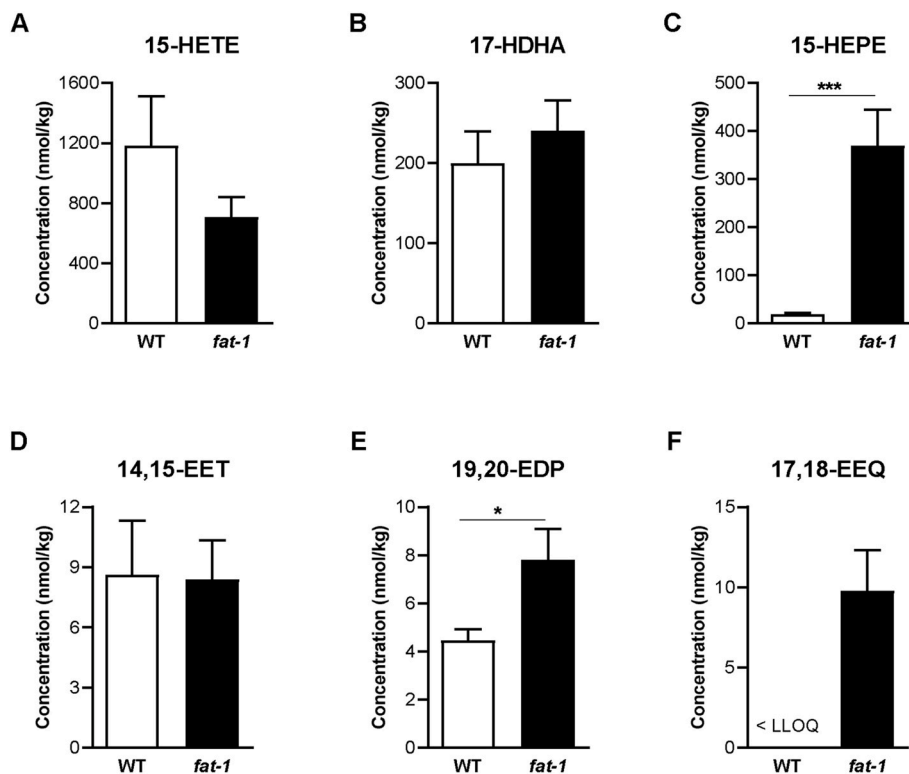 A
15-HETE
Concentration (nmol/kg)
1600
1200
800
400
0
WT
fat-1
B
17-HDHA
Concentration (nmol/kg)
300
200
100
0
WT
fat-1
C
15-HEPE
Concentration (nmol/kg)
500
400
300
200
100
0
***
WT
fat-1
D
14,15-EET
Concentration (nmol/kg)
12
9
6
3
0
WT
fat-1
E
19,20-EDP
Concentration (nmol/kg)
10
8
6
4
2
0
*
WT
fat-1
F
17,18-EEQ
Concentration (nmol/kg)
15
10
5
0
< LLOQ
WT
fat-1